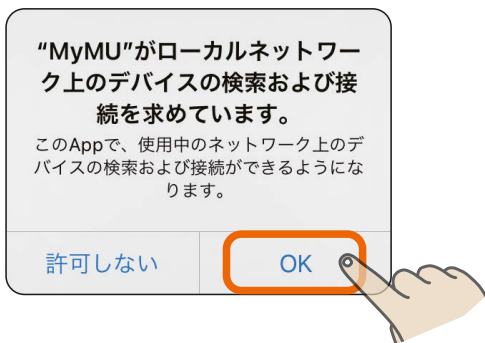 “MyMU”がローカルネットワー
ク上のデバイスの検索および接
続を求めています。
このAppで、使用中のネットワーク上のデ
バイスの検索および接続ができるようにな
ります。
許可しない
OK